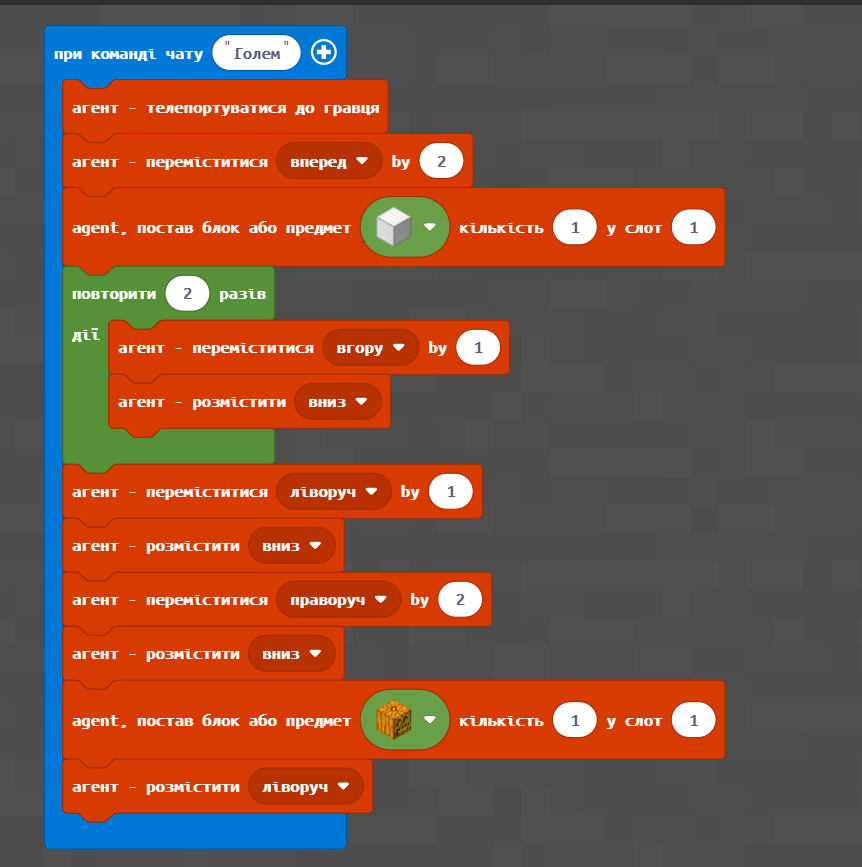 при команді чату "Голем"
агент - телепортуватися до гравця
агент - переміститися вперед by 2
agent, постав блок або предмет кількість 1 у слот 1
повторити 2 разів
дії
агент - переміститися вгору by 1
агент - розмістити вниз
агент - переміститися ліворуч by 1
агент - розмістити вниз
агент - переміститися праворуч by 2
агент - розмістити вниз
agent, постав блок або предмет кількість 1 у слот 1
агент - розмістити ліворуч